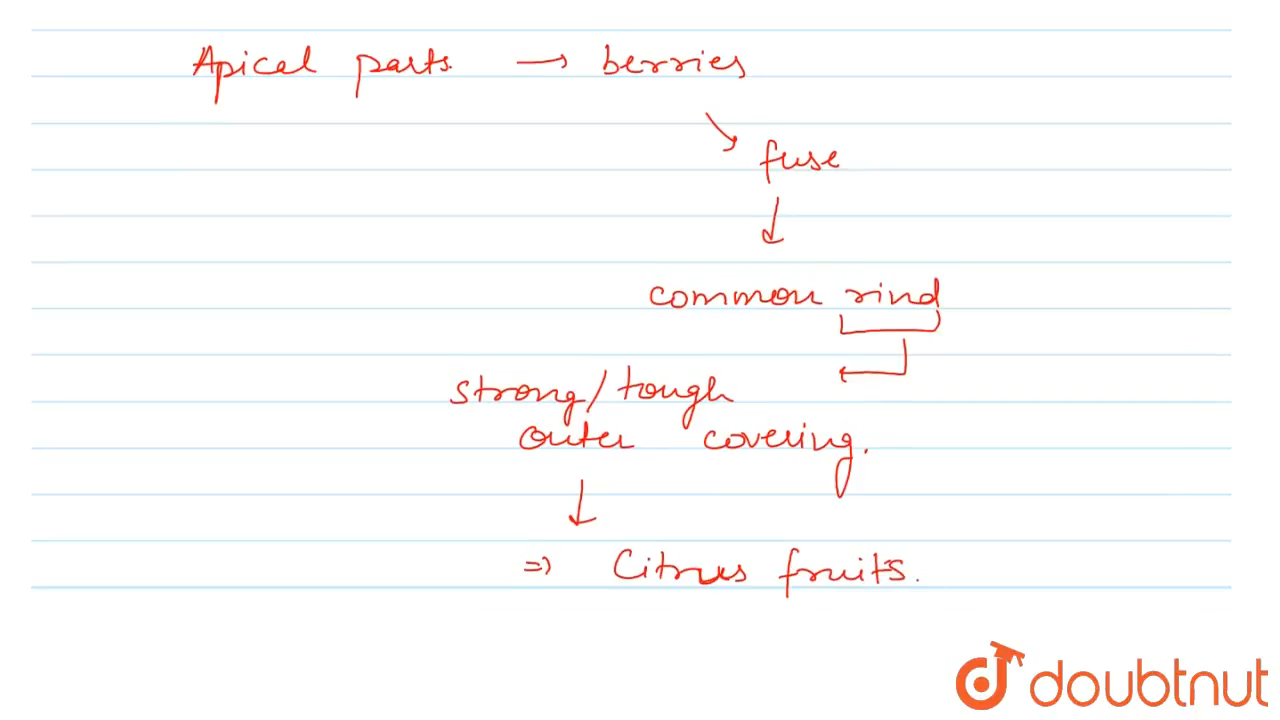 Apical parts. → berries
fuse
common rind
strong/tough
outer covering.
⇒ Citrus fruits.
doubtnut